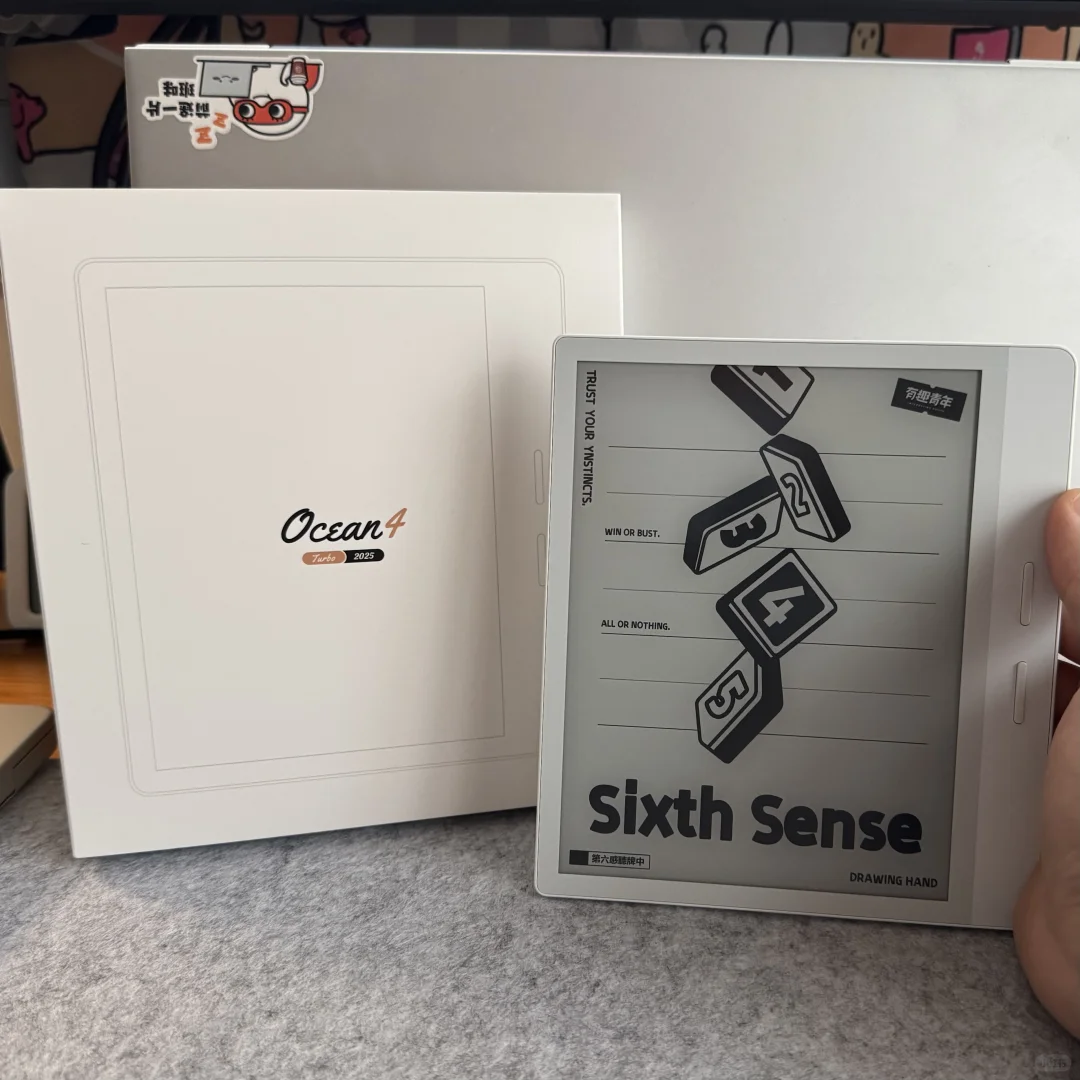 Ocean4
Turbo 2025
TRUST YOUR YNSTINCTS.
有趣青年
1
2
3
WIN OR BUST.
4
ALL OR NOTHING.
5
Sixth Sense
第六感聽牌中
DRAWING HAND